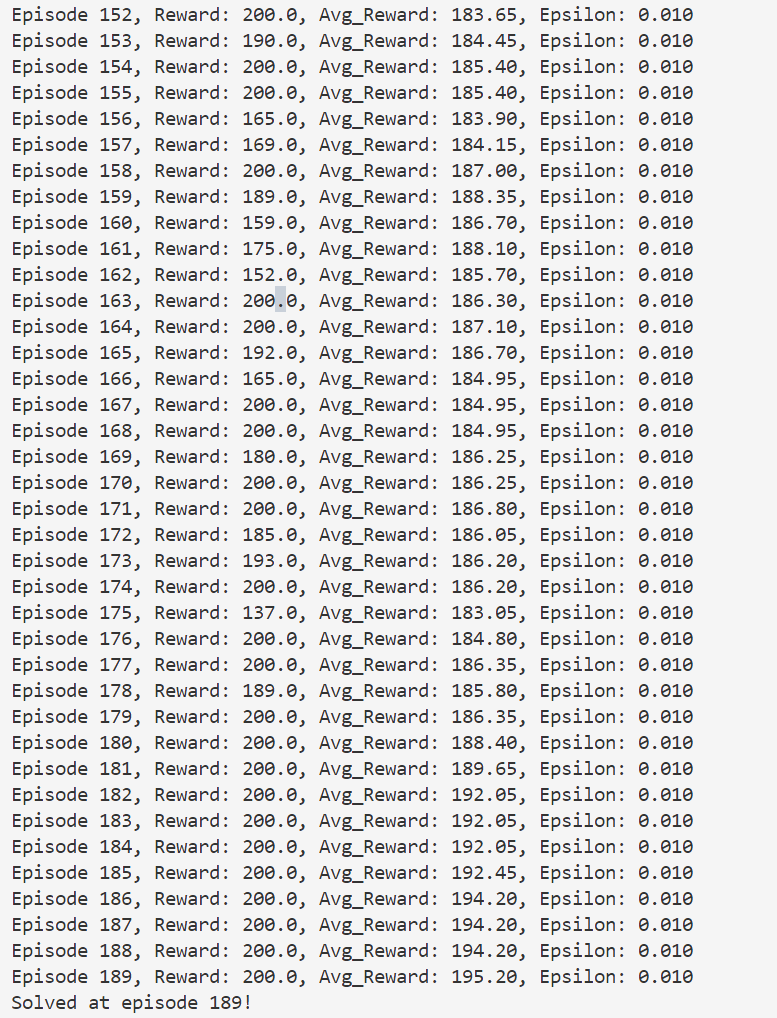 Episode 152, Reward: 200.0, Avg_Reward: 183.65, Epsilon: 0.010
Episode 153, Reward: 190.0, Avg_Reward: 184.45, Epsilon: 0.010
Episode 154, Reward: 200.0, Avg_Reward: 185.40, Epsilon: 0.010
Episode 155, Reward: 200.0, Avg_Reward: 185.40, Epsilon: 0.010
Episode 156, Reward: 165.0, Avg_Reward: 183.90, Epsilon: 0.010
Episode 157, Reward: 169.0, Avg_Reward: 184.15, Epsilon: 0.010
Episode 158, Reward: 200.0, Avg_Reward: 187.00, Epsilon: 0.010
Episode 159, Reward: 189.0, Avg_Reward: 188.35, Epsilon: 0.010
Episode 160, Reward: 159.0, Avg_Reward: 186.70, Epsilon: 0.010
Episode 161, Reward: 175.0, Avg_Reward: 188.10, Epsilon: 0.010
Episode 162, Reward: 152.0, Avg_Reward: 185.70, Epsilon: 0.010
Episode 163, Reward: 200.0, Avg_Reward: 186.30, Epsilon: 0.010
Episode 164, Reward: 200.0, Avg_Reward: 187.10, Epsilon: 0.010
Episode 165, Reward: 192.0, Avg_Reward: 186.70, Epsilon: 0.010
Episode 166, Reward: 165.0, Avg_Reward: 184.95, Epsilon: 0.010
Episode 167, Reward: 200.0, Avg_Reward: 184.95, Epsilon: 0.010
Episode 168, Reward: 200.0, Avg_Reward: 184.95, Epsilon: 0.010
Episode 169, Reward: 180.0, Avg_Reward: 186.25, Epsilon: 0.010
Episode 170, Reward: 200.0, Avg_Reward: 186.25, Epsilon: 0.010
Episode 171, Reward: 200.0, Avg_Reward: 186.80, Epsilon: 0.010
Episode 172, Reward: 185.0, Avg_Reward: 186.05, Epsilon: 0.010
Episode 173, Reward: 193.0, Avg_Reward: 186.20, Epsilon: 0.010
Episode 174, Reward: 200.0, Avg_Reward: 186.20, Epsilon: 0.010
Episode 175, Reward: 137.0, Avg_Reward: 183.05, Epsilon: 0.010
Episode 176, Reward: 200.0, Avg_Reward: 184.80, Epsilon: 0.010
Episode 177, Reward: 200.0, Avg_Reward: 186.35, Epsilon: 0.010
Episode 178, Reward: 189.0, Avg_Reward: 185.80, Epsilon: 0.010
Episode 179, Reward: 200.0, Avg_Reward: 186.35, Epsilon: 0.010
Episode 180, Reward: 200.0, Avg_Reward: 188.40, Epsilon: 0.010
Episode 181, Reward: 200.0, Avg_Reward: 189.65, Epsilon: 0.010
Episode 182, Reward: 200.0, Avg_Reward: 192.05, Epsilon: 0.010
Episode 183, Reward: 200.0, Avg_Reward: 192.05, Epsilon: 0.010
Episode 184, Reward: 200.0, Avg_Reward: 192.05, Epsilon: 0.010
Episode 185, Reward: 200.0, Avg_Reward: 192.45, Epsilon: 0.010
Episode 186, Reward: 200.0, Avg_Reward: 194.20, Epsilon: 0.010
Episode 187, Reward: 200.0, Avg_Reward: 194.20, Epsilon: 0.010
Episode 188, Reward: 200.0, Avg_Reward: 194.20, Epsilon: 0.010
Episode 189, Reward: 200.0, Avg_Reward: 195.20, Epsilon: 0.010
Solved at episode 189!